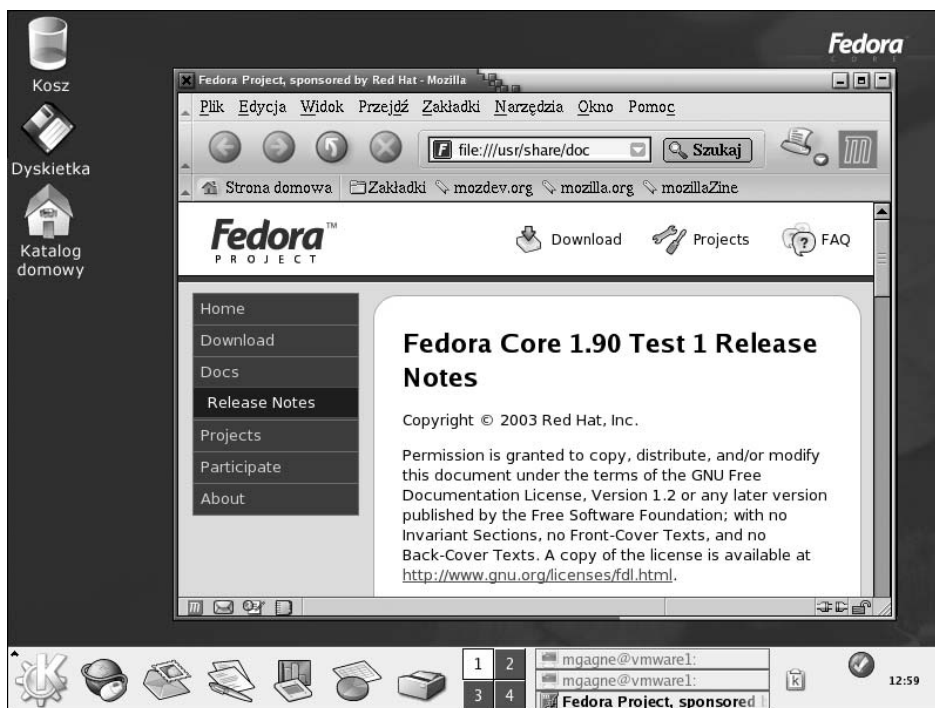 Kosz
Dyskietka
Katalog
domowy
Fedora
CORE
Fedora Project, sponsored by Red Hat - Mozilla
Plik Edycja Widok Przejdź Zakładki Narzędzia Okno Pomoc
file:///usr/share/doc Szukaj
Strona domowa Zakładki mozdev.org mozilla.org mozillaZine
Fedora™
PROJECT
Download Projects FAQ
Home
Download
Docs
Release Notes
Projects
Participate
About
Fedora Core 1.90 Test 1 Release
Notes
Copyright © 2003 Red Hat, Inc.
Permission is granted to copy, distribute, and/or modify
this document under the terms of the GNU Free
Documentation License, Version 1.2 or any later version
published by the Free Software Foundation; with no
Invariant Sections, no Front-Cover Texts, and no
Back-Cover Texts. A copy of the license is available at
http://www.gnu.org/licenses/fdl.html.
1 2
3 4
mgagne@vmware1:
mgagne@vmware1:
Fedora Project, sponsored
12:59